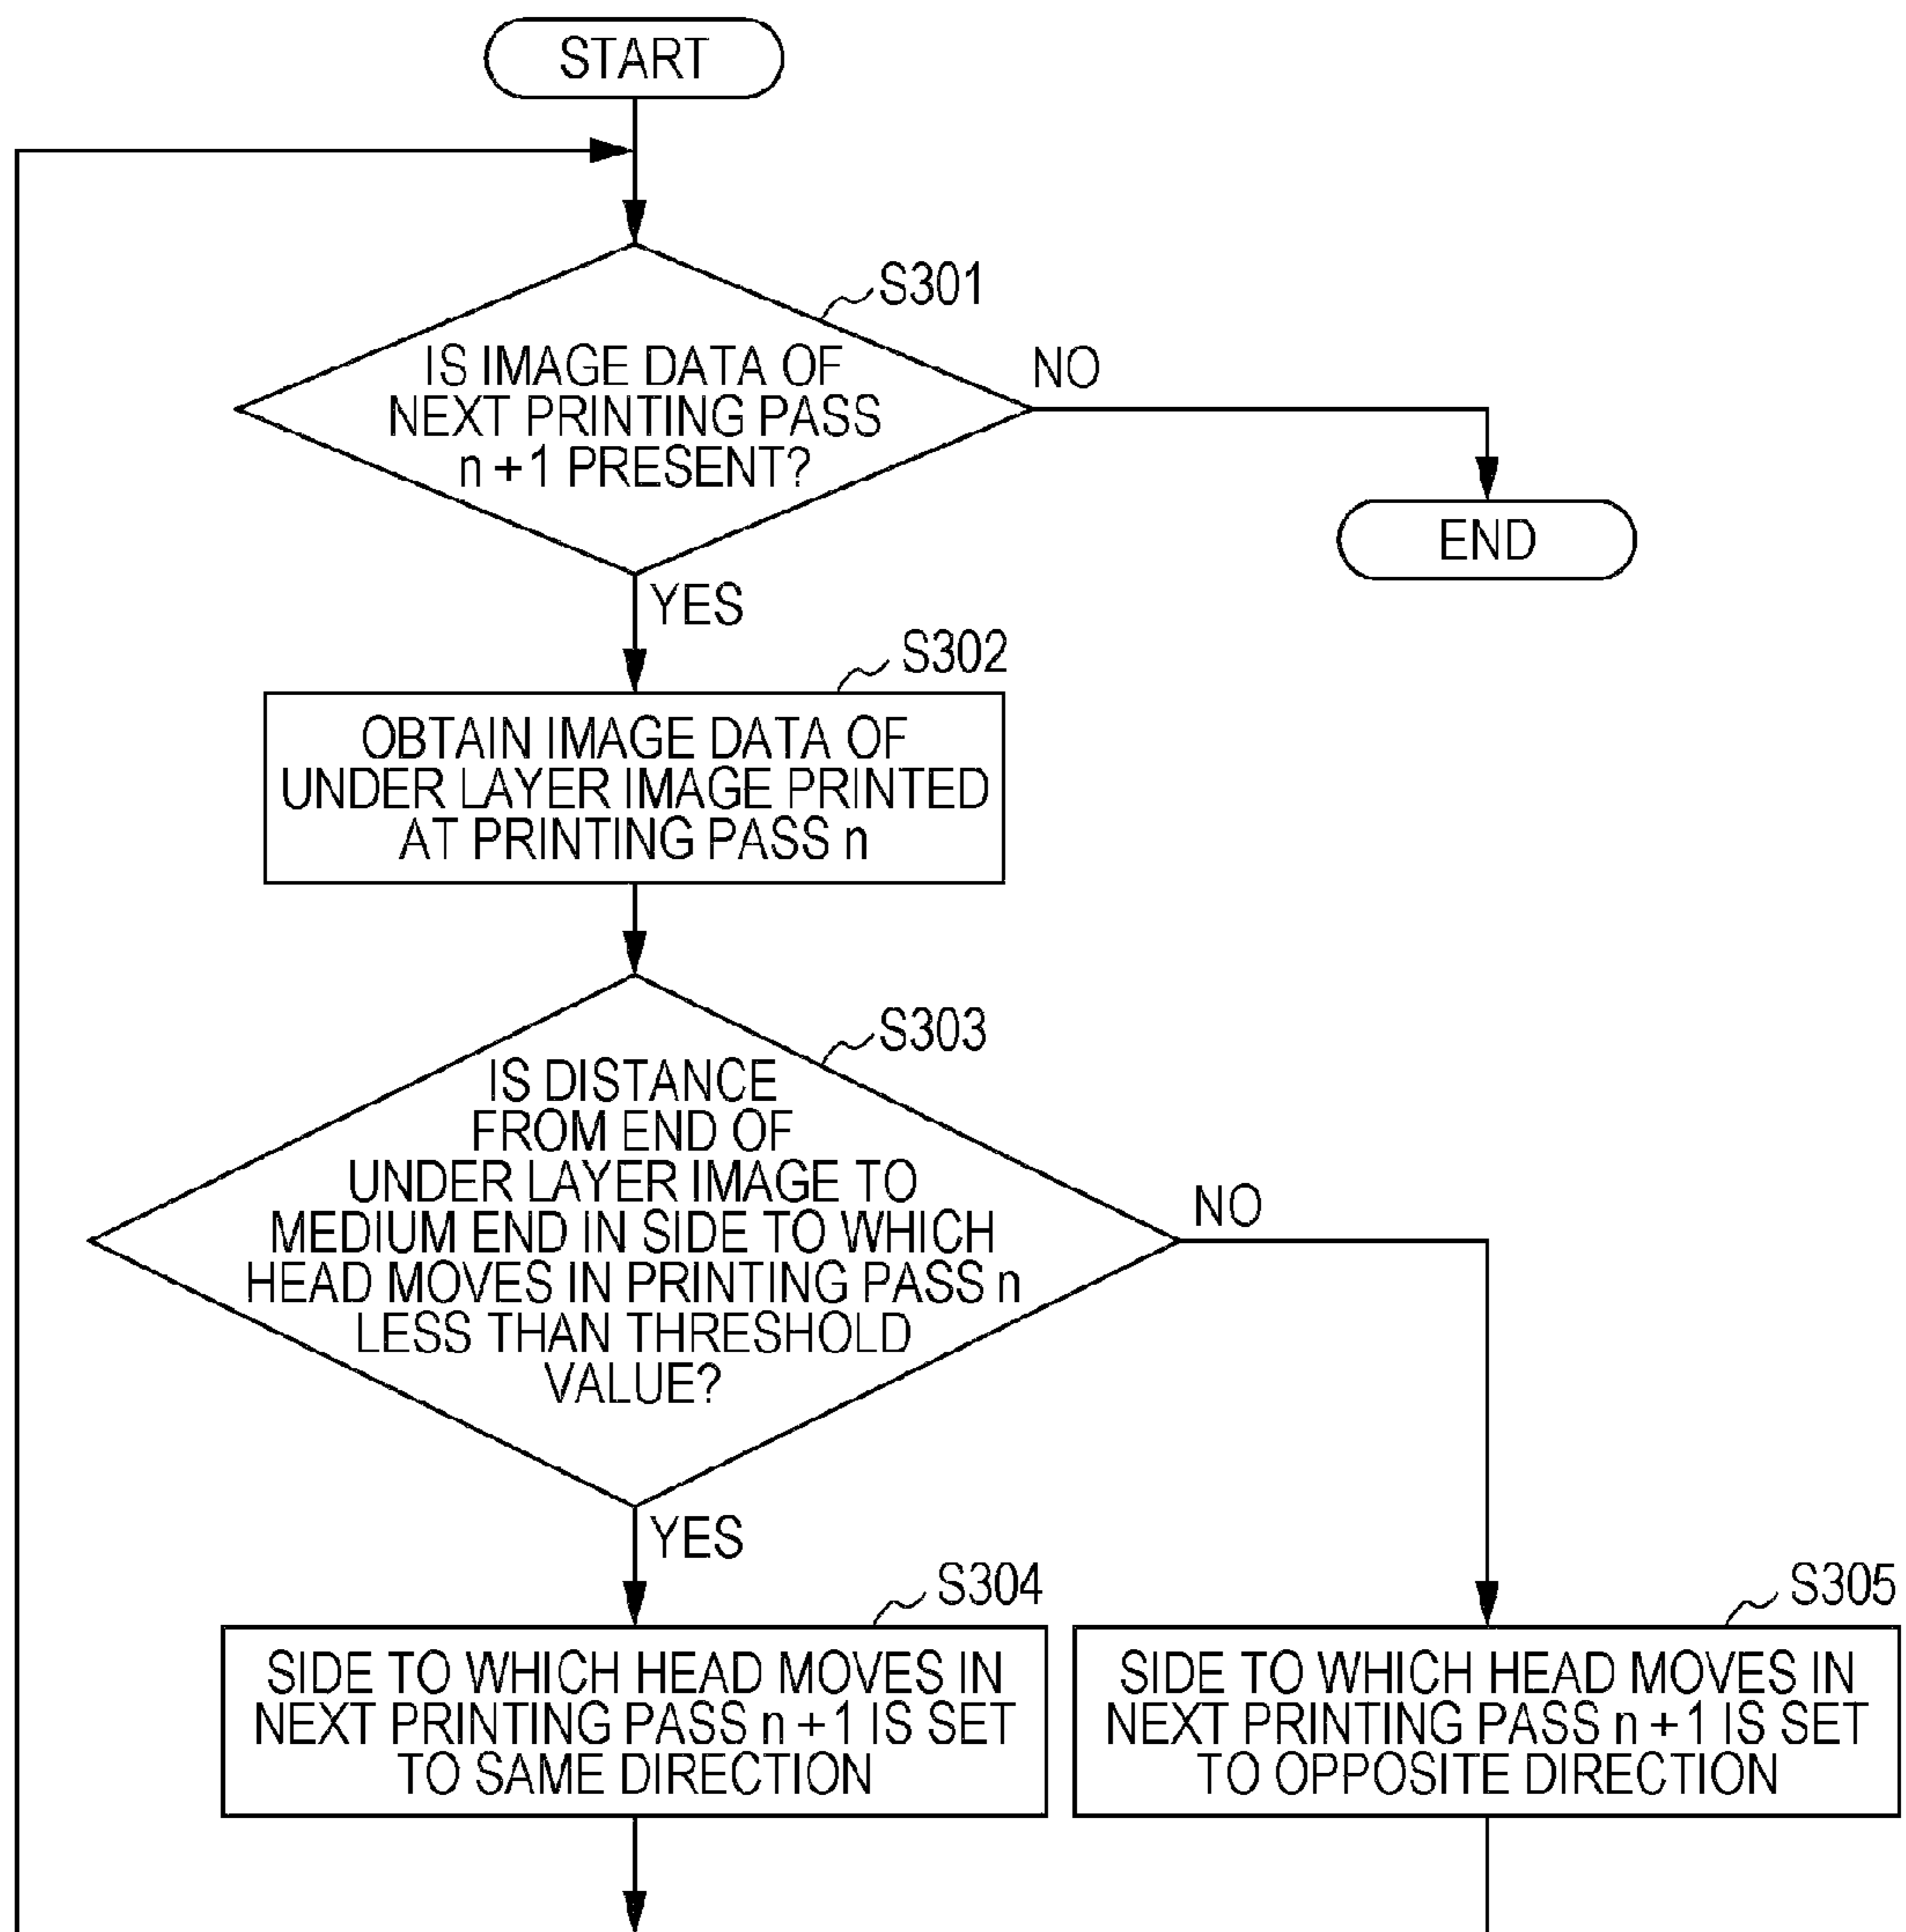 START
S301
IS IMAGE DATA OF
NEXT PRINTING PASS
n + 1 PRESENT?
NO
END
YES
S302
OBTAIN IMAGE DATA OF
UNDER LAYER IMAGE PRINTED
AT PRINTING PASS n
S303
IS DISTANCE
FROM END OF
UNDER LAYER IMAGE TO
MEDIUM END IN SIDE TO WHICH
HEAD MOVES IN PRINTING PASS n
LESS THAN THRESHOLD
VALUE?
NO
YES
S304
SIDE TO WHICH HEAD MOVES IN
NEXT PRINTING PASS n + 1 IS SET
TO SAME DIRECTION
S305
SIDE TO WHICH HEAD MOVES IN
NEXT PRINTING PASS n + 1 IS SET
TO OPPOSITE DIRECTION